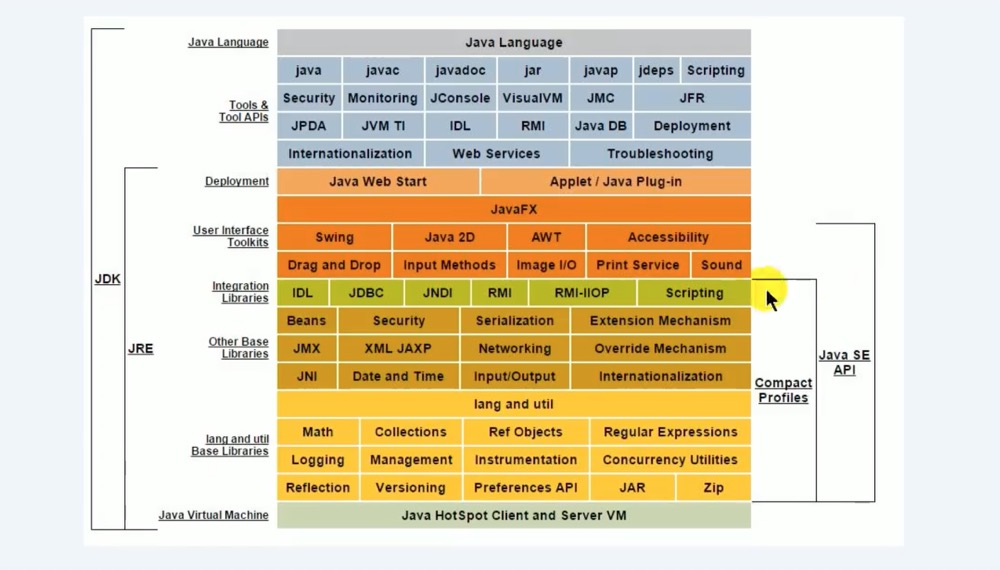 Java Language
Java Language
Tools &
Tool APIs
java javac javadoc jar javap jdeps Scripting
Security Monitoring JConsole VisualVM JMC JFR
JPDA JVM TI IDL RMI Java DB Deployment
Internationalization Web Services Troubleshooting
Deployment
Java Web Start Applet / Java Plug-in
JavaFX
User Interface
Toolkits
Swing Java 2D AWT Accessibility
Drag and Drop Input Methods Image I/O Print Service Sound
Integration
Libraries
IDL JDBC JNDI RMI RMI-IIOP Scripting
Other Base
Libraries
Beans Security Serialization Extension Mechanism
JMX XML JAXP Networking Override Mechanism
JNI Date and Time Input/Output Internationalization
lang and util
lang and util
Base Libraries
Math Collections Ref Objects Regular Expressions
Logging Management Instrumentation Concurrency Utilities
Reflection Versioning Preferences API JAR Zip
Java Virtual Machine
Java HotSpot Client and Server VM
JDK
JRE
Compact
Profiles
Java SE
API